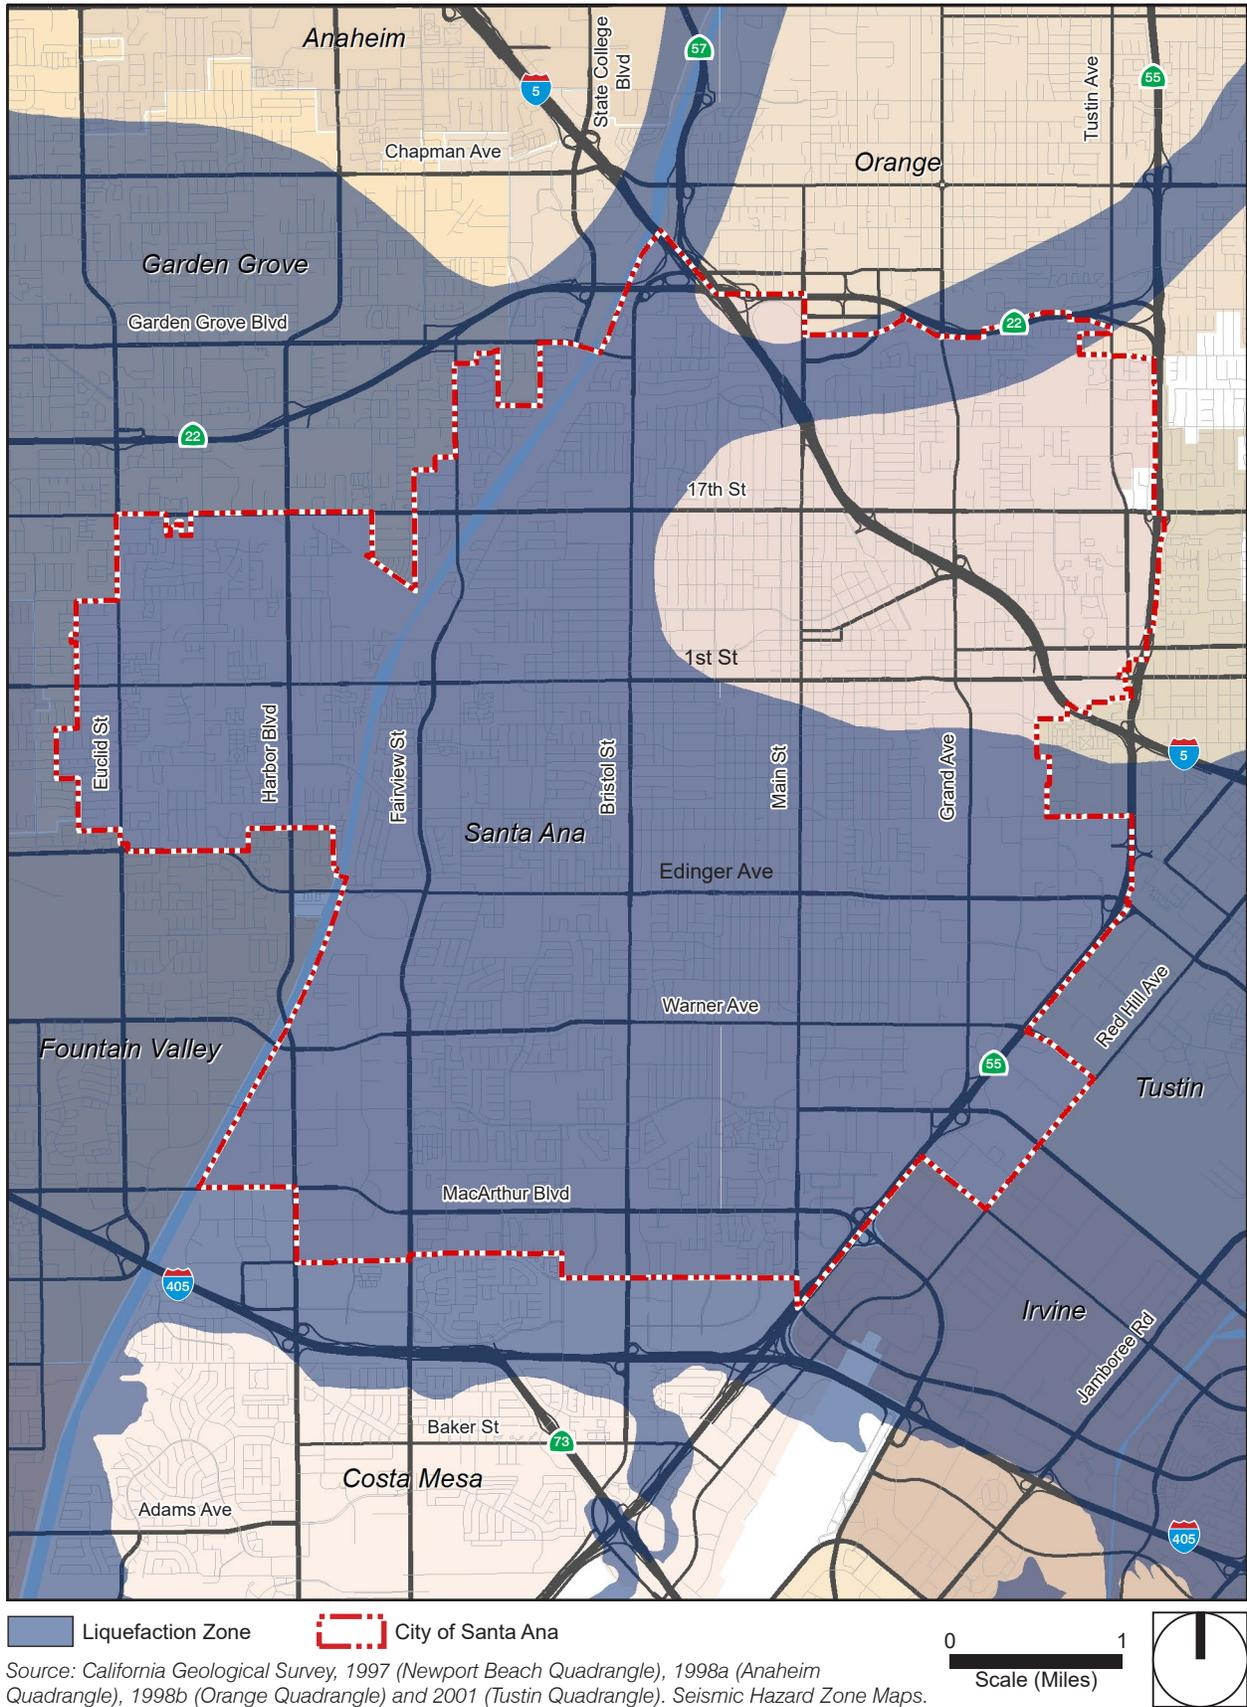 Anaheim
State College
Blvd
57
Tustin Ave
55
5
Chapman Ave
Orange
Garden Grove
Garden Grove Blvd
22
22
17th St
1st St
Euclid St
Harbor Blvd
Fairview St
Bristol St
Main St
Grand Ave
5
Santa Ana
Edinger Ave
Warner Ave
Red Hill Ave
Fountain Valley
55
Tustin
MacArthur Blvd
405
Irvine
Jamboree Rd
Baker St
73
Costa Mesa
Adams Ave
405
Liquefaction Zone
City of Santa Ana
0 1
Scale (Miles)
Source: California Geological Survey, 1997 (Newport Beach Quadrangle), 1998a (Anaheim
Quadrangle), 1998b (Orange Quadrangle) and 2001 (Tustin Quadrangle). Seismic Hazard Zone Maps.